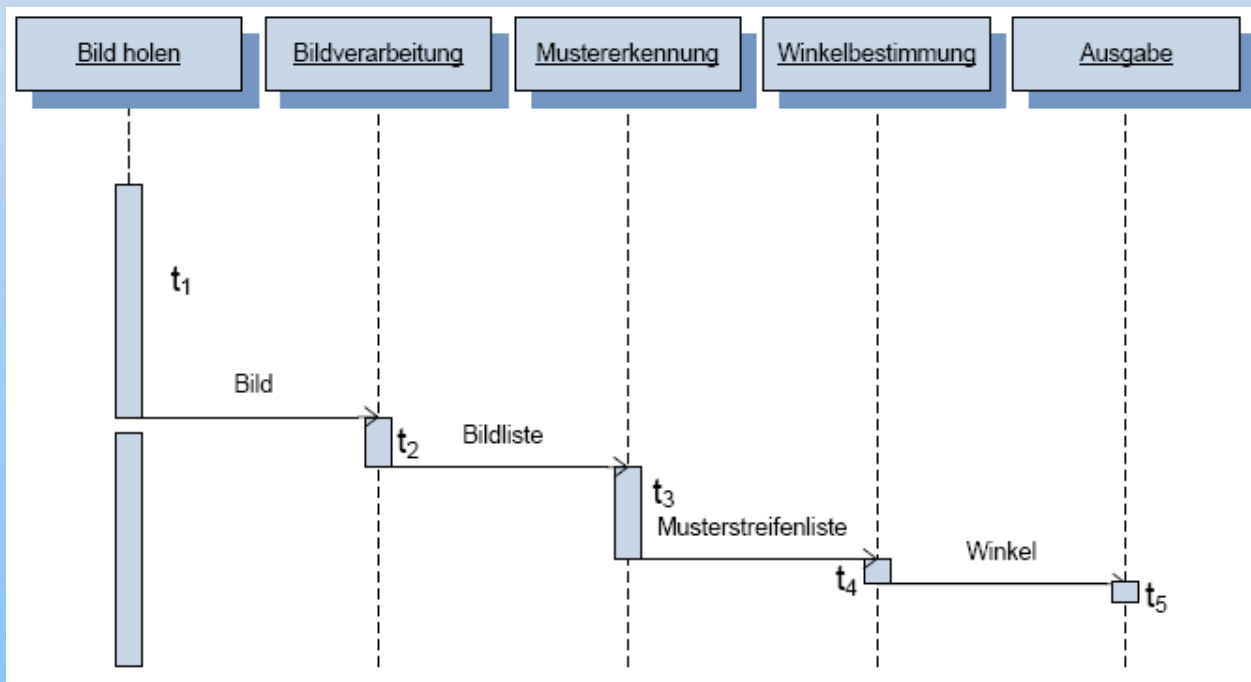 Bild holen
Bildverarbeitung
Mustererkennung
Winkelbestimmung
Ausgabe
t₁
Bild
t₂
Bildliste
t₃
Musterstreifenliste
t₄
Winkel
t₅